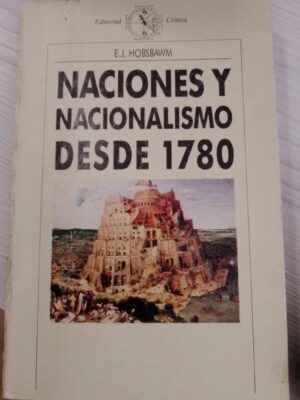 Editorial Crítica
E.J. HOBSBAWM
NACIONES Y
NACIONALISMO
DESDE 1780